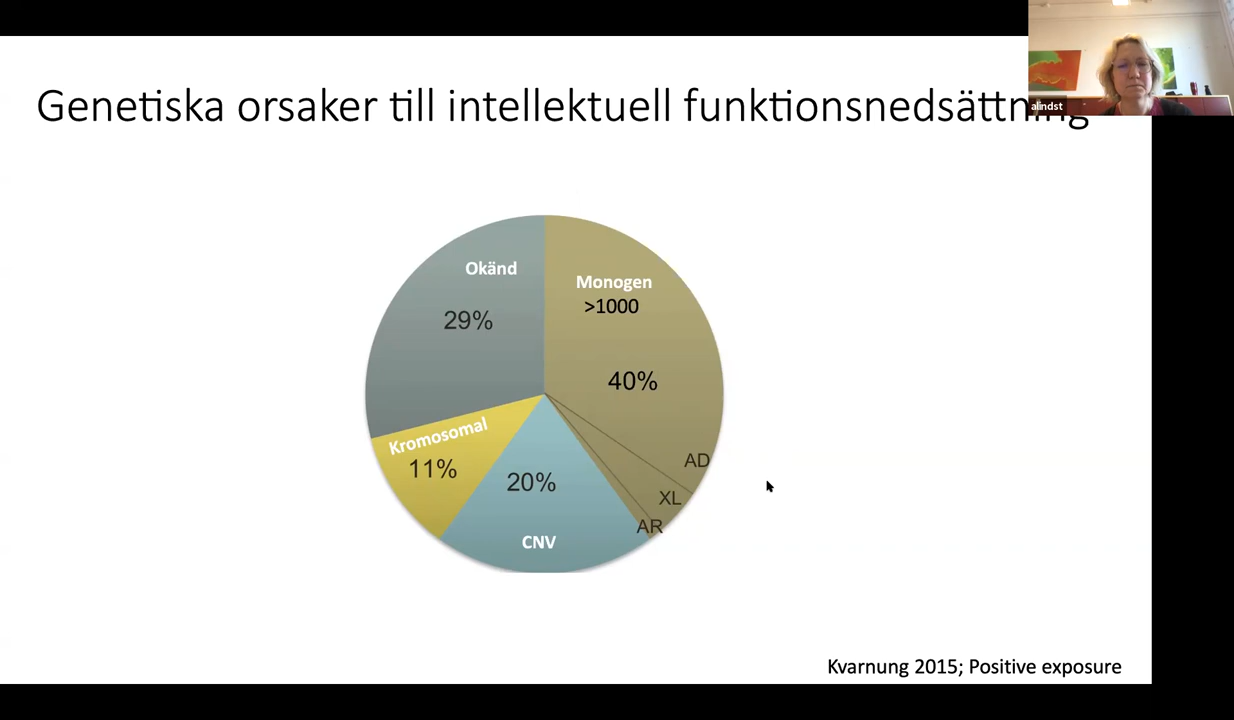 alindst
Genetiska orsaker till intellektuell funktionsnedsättning
Okänd
29%
Monogen
>1000
40%
Kromosomal
11%
20%
CNV
AD
XL
AR
Kvarnung 2015; Positive exposure